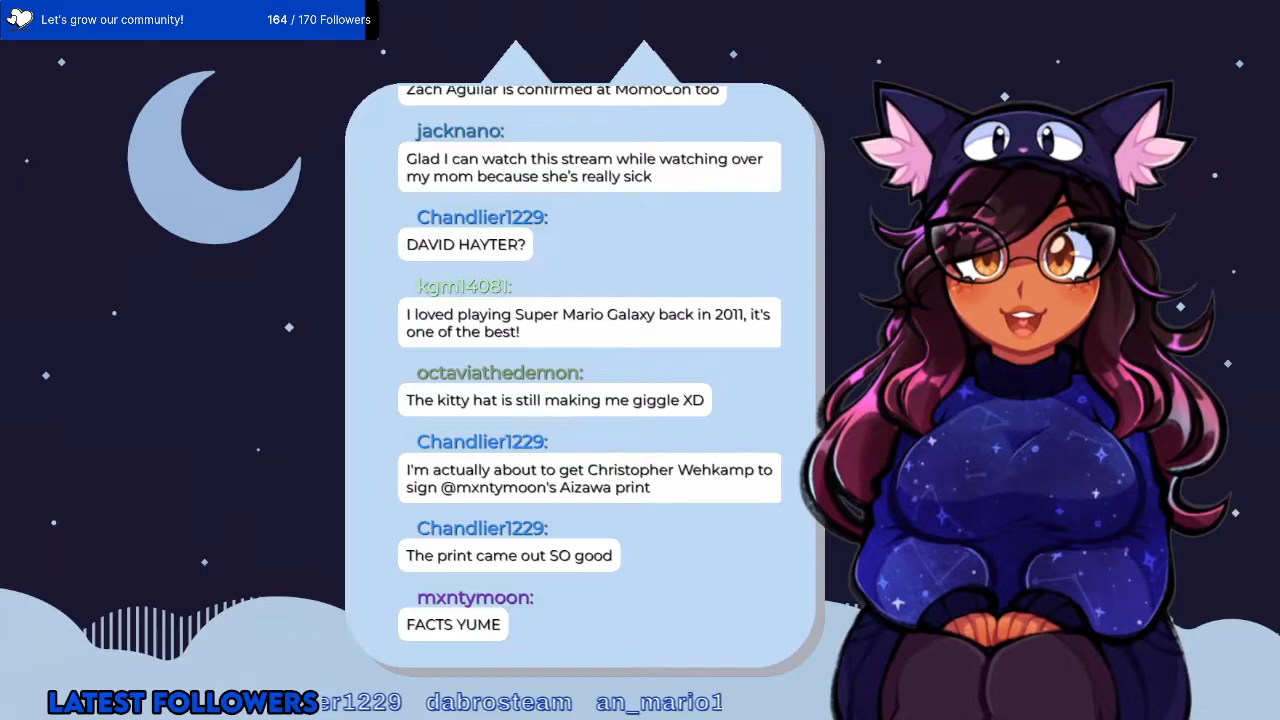 Let's grow our community!
164 / 170 Followers
Zach Aguilar is confirmed at MomoCon too
jacknano:
Glad I can watch this stream while watching over
my mom because she's really sick
Chandlier1229:
DAVID HAYTER?
kgm14081:
I loved playing Super Mario Galaxy back in 2011, it's
one of the best!
octaviathedemon:
The kitty hat is still making me giggle XD
Chandlier1229:
I'm actually about to get Christopher Wehkamp to
sign @mxntymoon's Aizawa print
Chandlier1229:
The print came out SO good
mxntymoon:
FACTS YUME
LATEST FOLLOWERS er1229 dabrosteam an_mario1